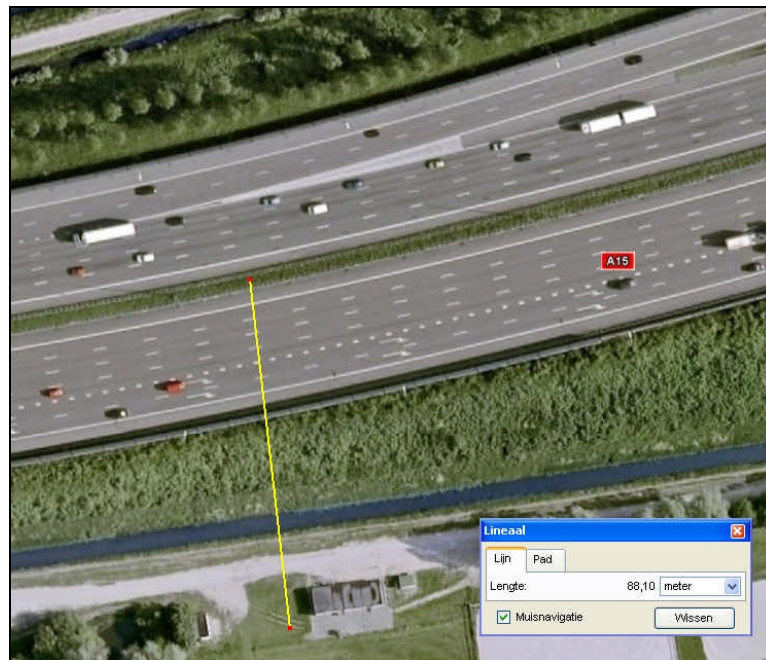 A15
Lineaal
Lijn Pad
Lengte: 88,10 meter
Muisnavigatie Wissen